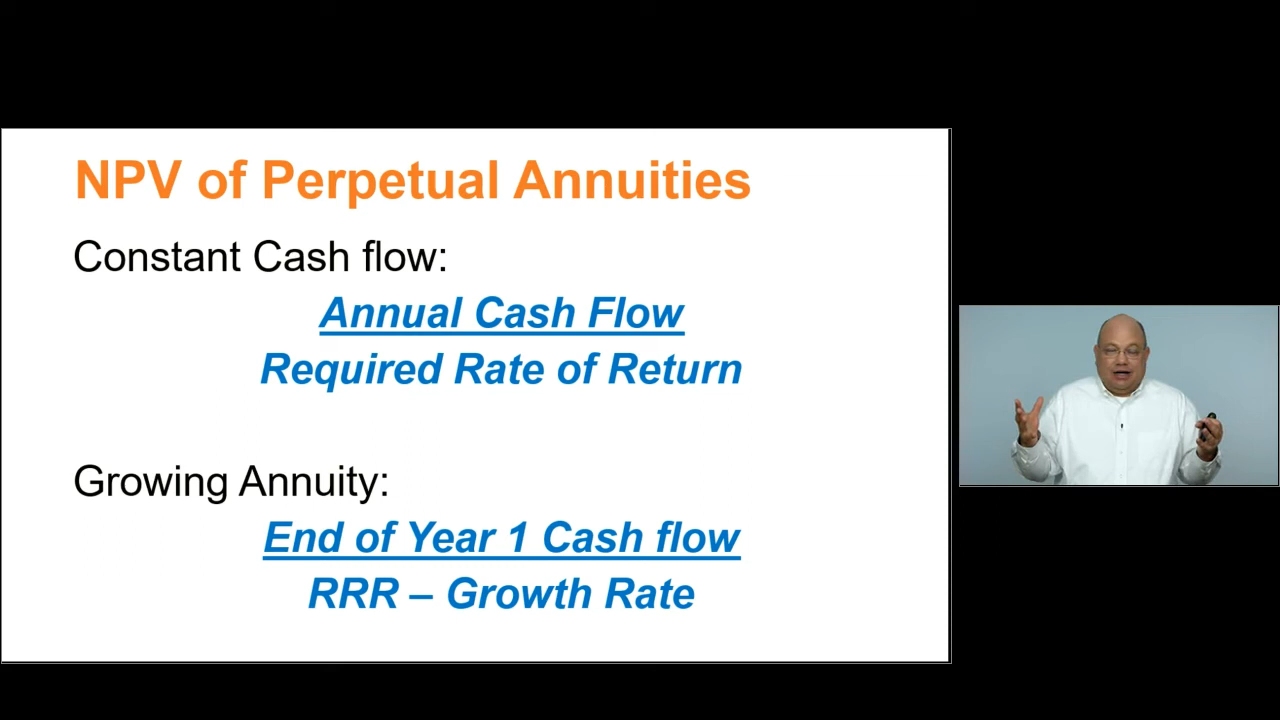 NPV of Perpetual Annuities
Constant Cash flow:
Annual Cash Flow
Required Rate of Return
Growing Annuity:
End of Year 1 Cash flow
RRR – Growth Rate